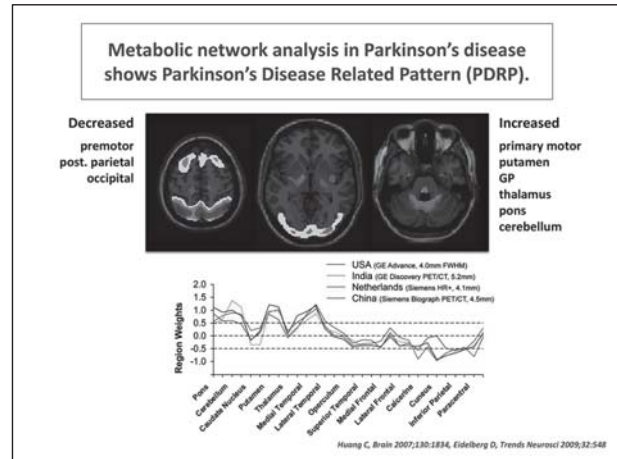 Metabolic network analysis in Parkinson's disease
shows Parkinson's Disease Related Pattern (PDRP).
Decreased
premotor
post. parietal
occipital
Increased
primary motor
putamen
GP
thalamus
pons
cerebellum
USA (GE Advance, 4.0mm FWHM)
India (GE Discovery PET/CT, 5.2mm)
Netherlands (Siemens HR+, 4.1mm)
China (Siemens Biograph PET/CT, 4.5mm)
Region Weights
2.0
1.5
1.0
0.5
0.0
-0.5
-1.0
Pons
Cerebellum
Caudate Nucleus
Putamen
Thalamus
Medial Temporal
Lateral Temporal
Oporculum
Superior Temporal
Medial Frontal
Lateral Frontal
Calcerine
Cuneus
Inferior Parietal
Paracentral
Huang C, Brain 2007;130:1834, Eidelberg D, Trends Neurosci 2009;32:548